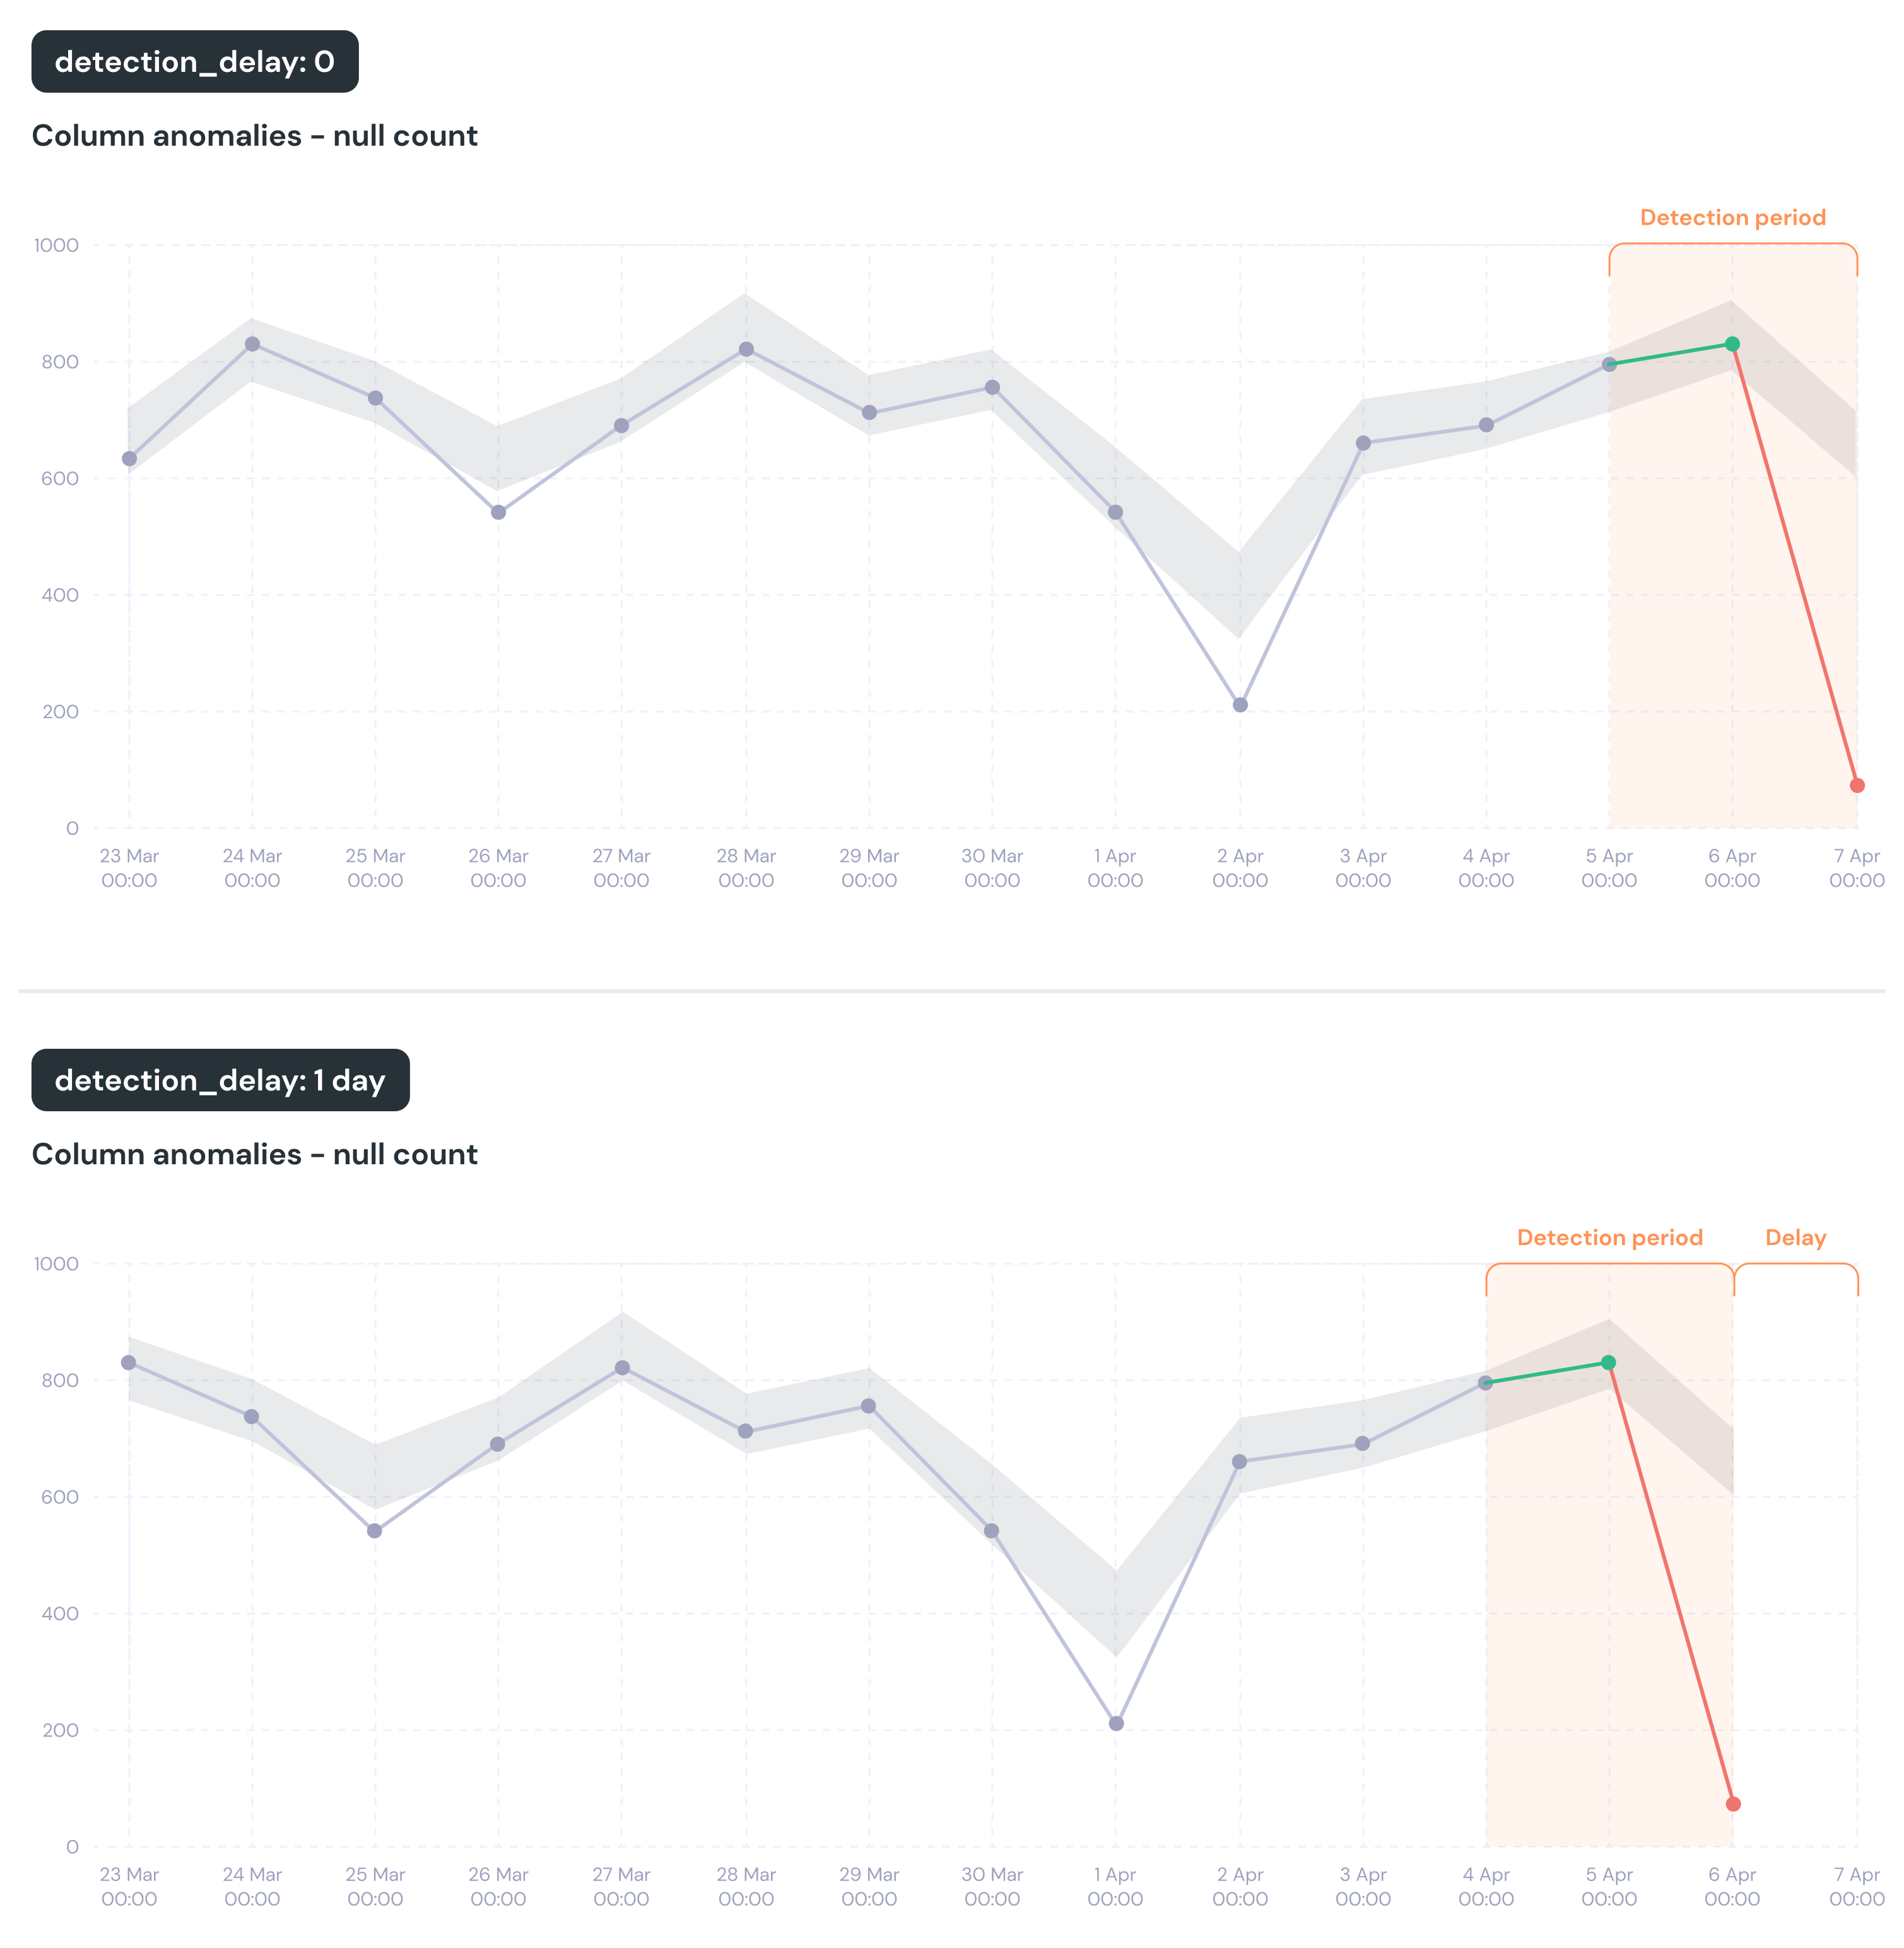 detection_delay: 0
Column anomalies - null count
Detection period
1000
800
600
400
200
0
23 Mar 24 Mar 25 Mar 26 Mar 27 Mar 28 Mar 29 Mar 30 Mar 1 Apr 2 Apr 3 Apr 4 Apr 5 Apr 6 Apr 7 Apr
00:00 00:00 00:00 00:00 00:00 00:00 00:00 00:00 00:00 00:00 00:00 00:00 00:00 00:00 00:00
detection_delay: 1 day
Column anomalies - null count
Detection period Delay
1000
800
600
400
200
0
23 Mar 24 Mar 25 Mar 26 Mar 27 Mar 28 Mar 29 Mar 30 Mar 1 Apr 2 Apr 3 Apr 4 Apr 5 Apr 6 Apr 7 Apr
00:00 00:00 00:00 00:00 00:00 00:00 00:00 00:00 00:00 00:00 00:00 00:00 00:00 00:00 00:00